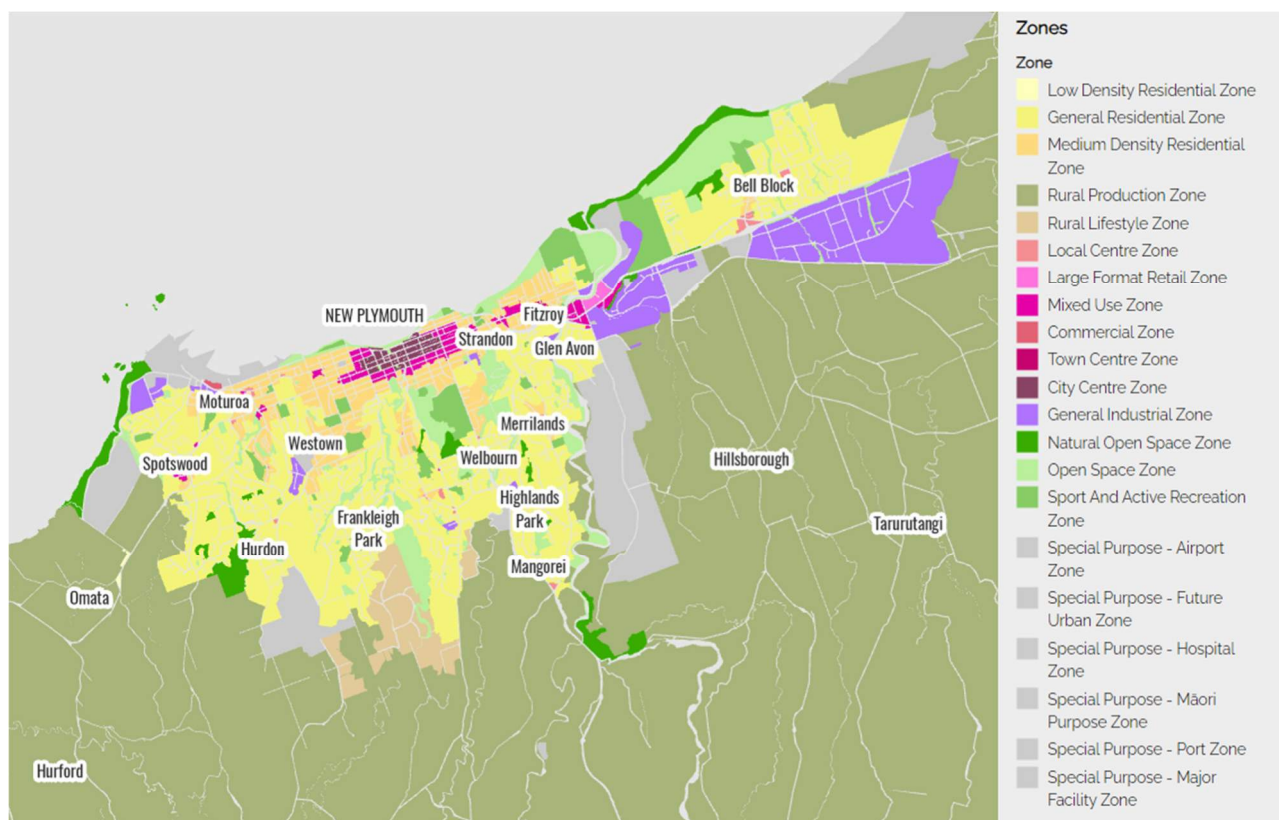 Zones
Zone
Low Density Residential Zone
General Residential Zone
Medium Density Residential
Zone
Rural Production Zone
Rural Lifestyle Zone
Local Centre Zone
Large Format Retail Zone
Mixed Use Zone
Commercial Zone
Town Centre Zone
City Centre Zone
General Industrial Zone
Natural Open Space Zone
Open Space Zone
Sport And Active Recreation
Zone
Special Purpose - Airport
Zone
Special Purpose - Future
Urban Zone
Special Purpose - Hospital
Zone
Special Purpose - Māori
Purpose Zone
Special Purpose - Port Zone
Special Purpose - Major
Facility Zone
Bell Block
NEW PLYMOUTH
Fitzroy
Strandon
Glen Avon
Moturoa
Merrilands
Westown
Welbourn
Hillsborough
Spotswood
Highlands
Park
Frankleigh
Park
Tarurutangi
Hurdon
Mangorei
Omata
Hurford